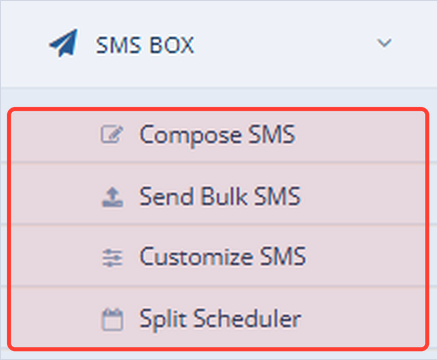 SMS BOX
Compose SMS
Send Bulk SMS
Customize SMS
Split Scheduler